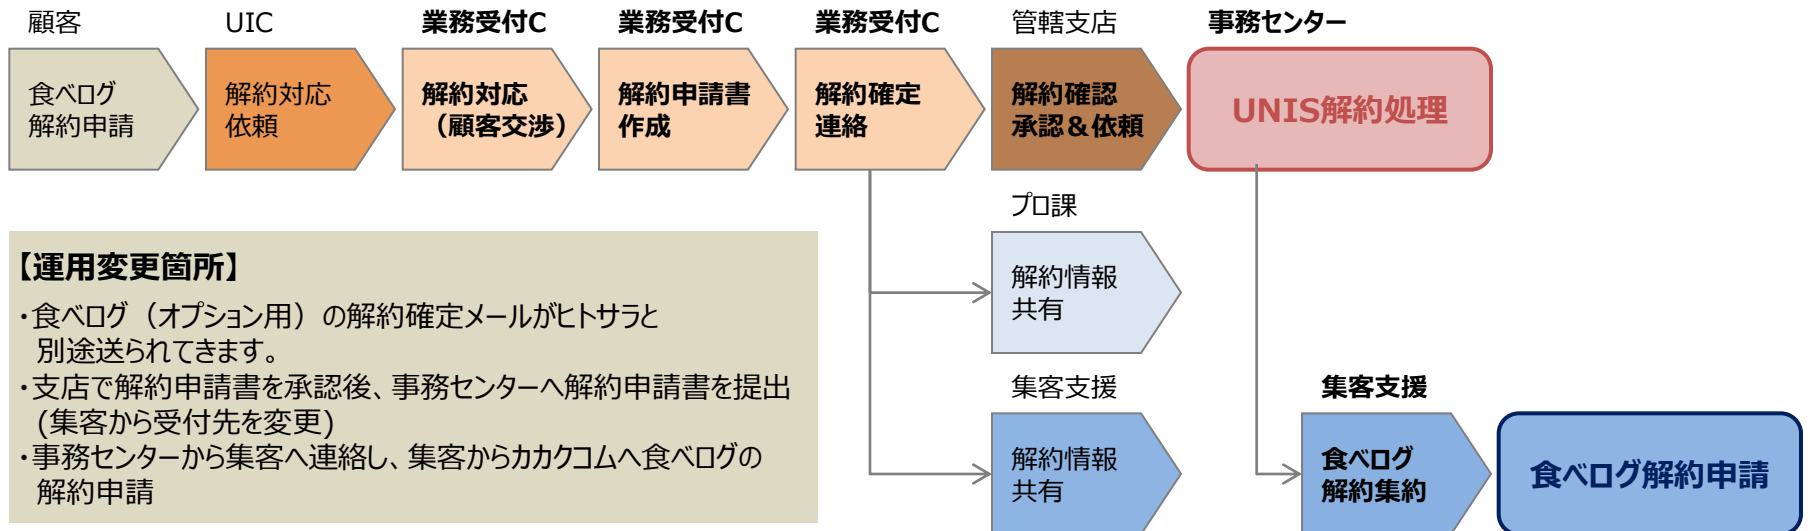 顧客
UIC
業務受付C
業務受付C
業務受付C
管轄支店
事務センター
食べログ
解約申請
解約対応
依頼
解約対応
（顧客交渉）
解約申請書
作成
解約確定
連絡
解約確認
承認＆依頼
UNIS解約処理
プロ課
解約情報
共有
【運用変更箇所】
・食べログ（オプション用）の解約確定メールがヒトサラと
別途送られてきます。
・支店で解約申請書を承認後、事務センターへ解約申請書を提出
(集客から受付先を変更)
・事務センターから集客へ連絡し、集客からカカクコムへ食べログの
解約申請
集客支援
解約情報
共有
集客支援
食べログ
解約集約
食べログ解約申請